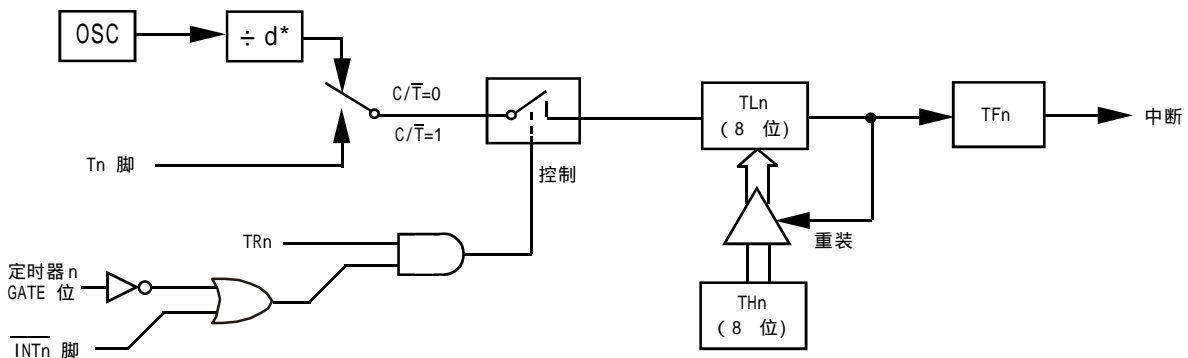 OSC
÷ d*
C/T̅=0
C/T̅=1
Tn 脚
控制
TLn
(8 位)
TFn
中断
重装
TRn
定时器n
GATE 位
I̅N̅T̅n̅ 脚
THn
(8 位)